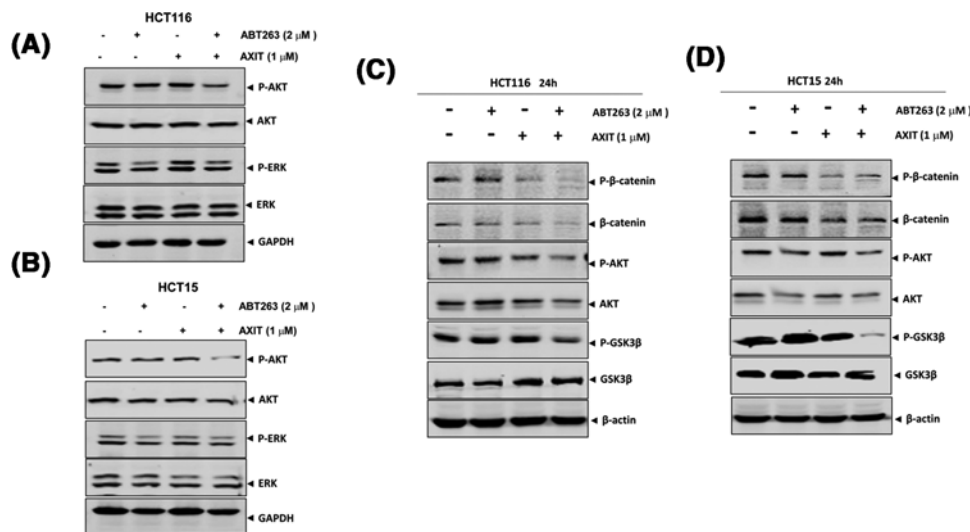 (A)
HCT116
- + - + ABT263 (2 µM )
- - + + AXIT (1 µM)
P-AKT
AKT
P-ERK
ERK
GAPDH
(B)
HCT15
- + - + ABT263 (2 µM )
- - + + AXIT (1 µM)
P-AKT
AKT
P-ERK
ERK
GAPDH
(C)
HCT116 24h
- + - + ABT263 (2 µM )
- - + + AXIT (1 µM)
P-β-catenin
β-catenin
P-AKT
AKT
P-GSK3β
GSK3β
β-actin
(D)
HCT15 24h
- + - + ABT263 (2 µM )
- - + + AXIT (1 µM)
P-β-catenin
β-catenin
P-AKT
AKT
P-GSK3β
GSK3β
β-actin